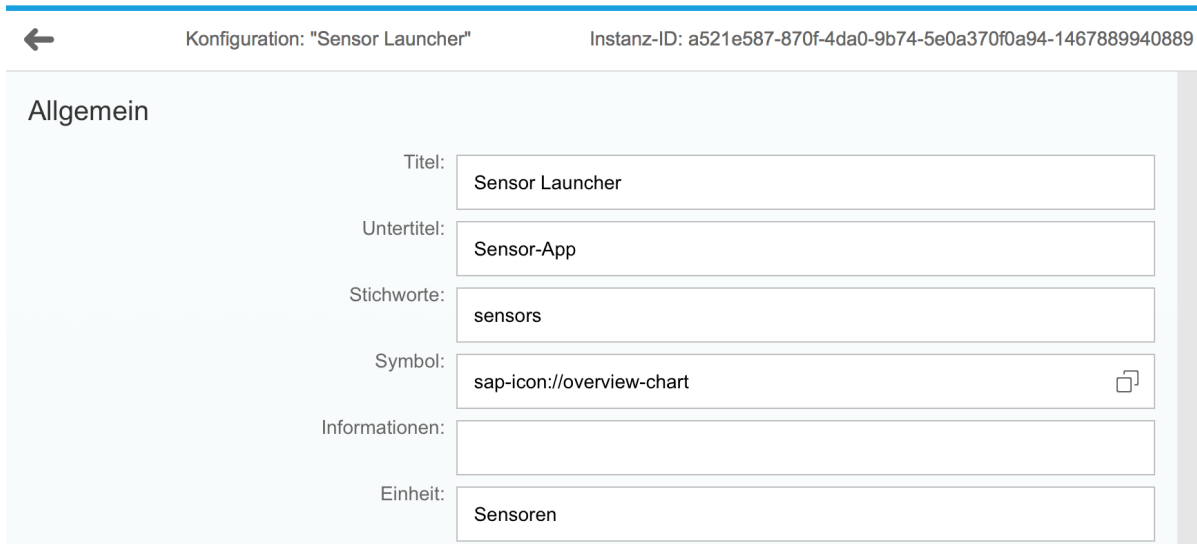 Konfiguration: "Sensor Launcher" Instanz-ID: a521e587-870f-4da0-9b74-5e0a370f0a94-1467889940889
Allgemein
Titel: Sensor Launcher
Untertitel: Sensor-App
Stichworte: sensors
Symbol: sap-icon://overview-chart
Informationen:
Einheit: Sensoren